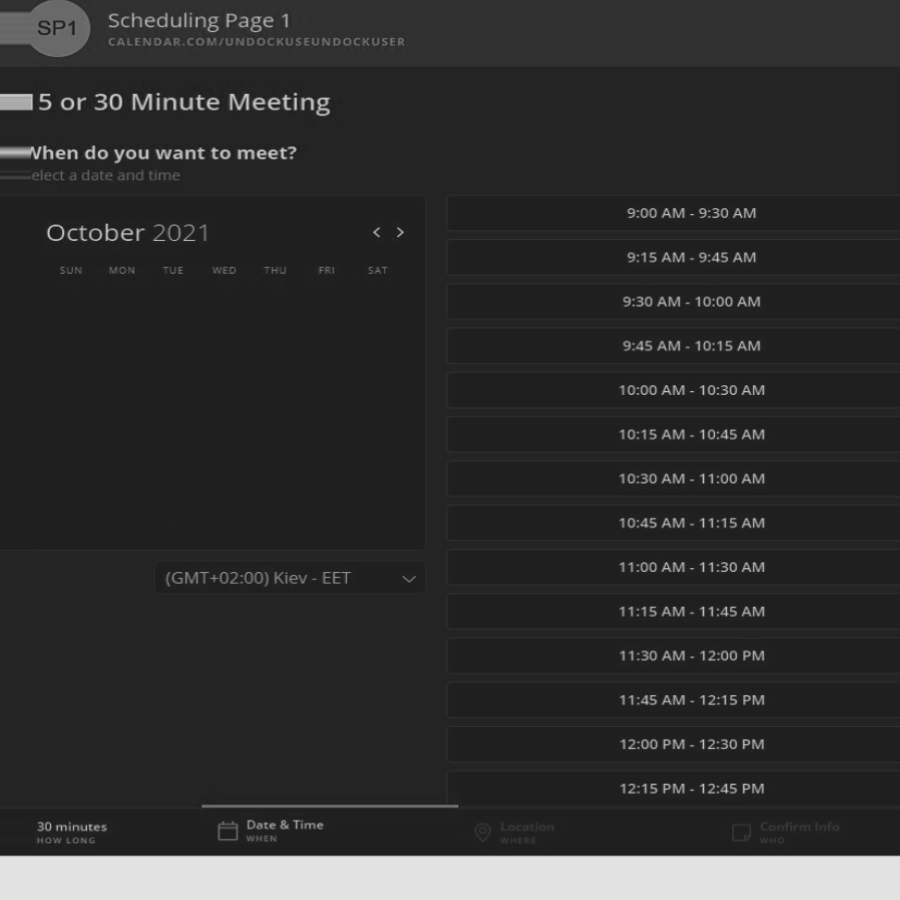 SP1
Scheduling Page 1
CALENDAR.COM/UNDOCKUSEUNDOCKUSER
5 or 30 Minute Meeting
When do you want to meet?
elect a date and time
October 2021
SUN MON TUE WED THU FRI SAT
(GMT+02:00) Kiev - EET
9:00 AM - 9:30 AM
9:15 AM - 9:45 AM
9:30 AM - 10:00 AM
9:45 AM - 10:15 AM
10:00 AM - 10:30 AM
10:15 AM - 10:45 AM
10:30 AM - 11:00 AM
10:45 AM - 11:15 AM
11:00 AM - 11:30 AM
11:15 AM - 11:45 AM
11:30 AM - 12:00 PM
11:45 AM - 12:15 PM
12:00 PM - 12:30 PM
12:15 PM - 12:45 PM
30 minutes
HOW LONG
Date & Time
WHEN
Location
WHERE
Confirm Info
WHO